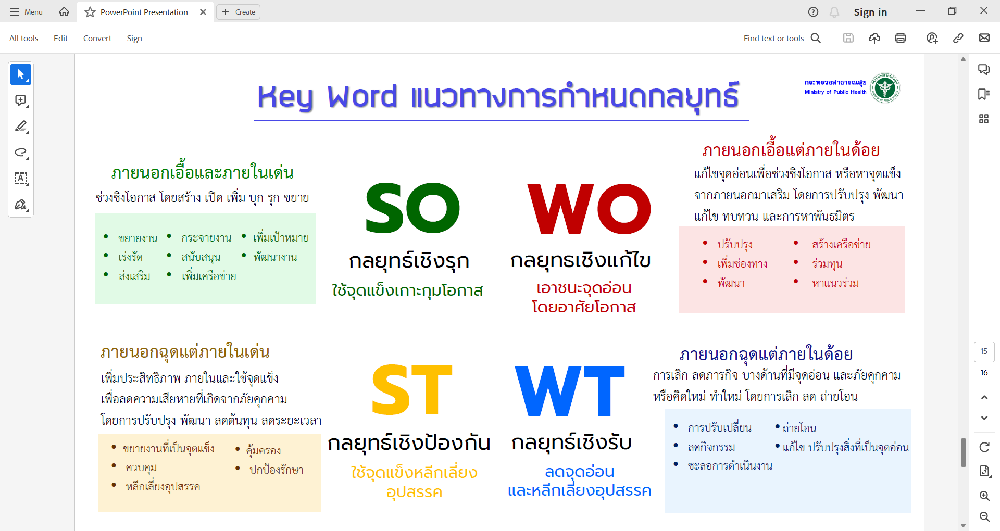 Menu
PowerPoint Presentation
Create
Sign in
All tools
Edit
Convert
Sign
Find text or tools
Key Word แนวทางการกำหนดกลยุทธ์
กระทรวงสาธารณสุข
Ministry of Public Health
ภายนอกเอื้อและภายในเด่น
ช่วงชิงโอกาส โดยสร้าง เปิด เพิ่ม บุก รุก ขยาย
• ขยายงาน • กระจายงาน • เพิ่มเป้าหมาย
• เร่งรัด • สนับสนุน • พัฒนางาน
• ส่งเสริม • เพิ่มเครือข่าย
SO
กลยุทธ์เชิงรุก
ใช้จุดแข็งเกาะกุมโอกาส
WO
กลยุทธเชิงแก้ไข
เอาชนะจุดอ่อน
โดยอาศัยโอกาส
ภายนอกเอื้อแต่ภายในด้อย
แก้ไขจุดอ่อนเพื่อช่วงชิงโอกาส หรือหาจุดแข็ง
จากภายนอกมาเสริม โดยการปรับปรุง พัฒนา
แก้ไข ทบทวน และการหาพันธมิตร
• ปรับปรุง • สร้างเครือข่าย
• เพิ่มช่องทาง • ร่วมทุน
• พัฒนา • หาแนวร่วม
ภายนอกฉุดแต่ภายในเด่น
เพิ่มประสิทธิภาพ ภายในและใช้จุดแข็ง
เพื่อลดความเสียหายที่เกิดจากภัยคุกคาม
โดยการปรับปรุง พัฒนา ลดต้นทุน ลดระยะเวลา
• ขยายงานที่เป็นจุดแข็ง • คุ้มครอง
• ควบคุม • ปกป้องรักษา
• หลีกเลี่ยงอุปสรรค
ST
กลยุทธ์เชิงป้องกัน
ใช้จุดแข็งหลีกเลี่ยง
อุปสรรค
WT
กลยุทธ์เชิงรับ
ลดจุดอ่อน
และหลีกเลี่ยงอุปสรรค
ภายนอกฉุดแต่ภายในด้อย
การเลิก ลดภารกิจ บางด้านที่มีจุดอ่อน และภัยคุกคาม
หรือคิดใหม่ ทำใหม่ โดยการเลิก ลด ถ่ายโอน
• การปรับเปลี่ยน • ถ่ายโอน
• ลดกิจกรรม • แก้ไข ปรับปรุงสิ่งที่เป็นจุดอ่อน
• ชะลอการดำเนินงาน
15
16